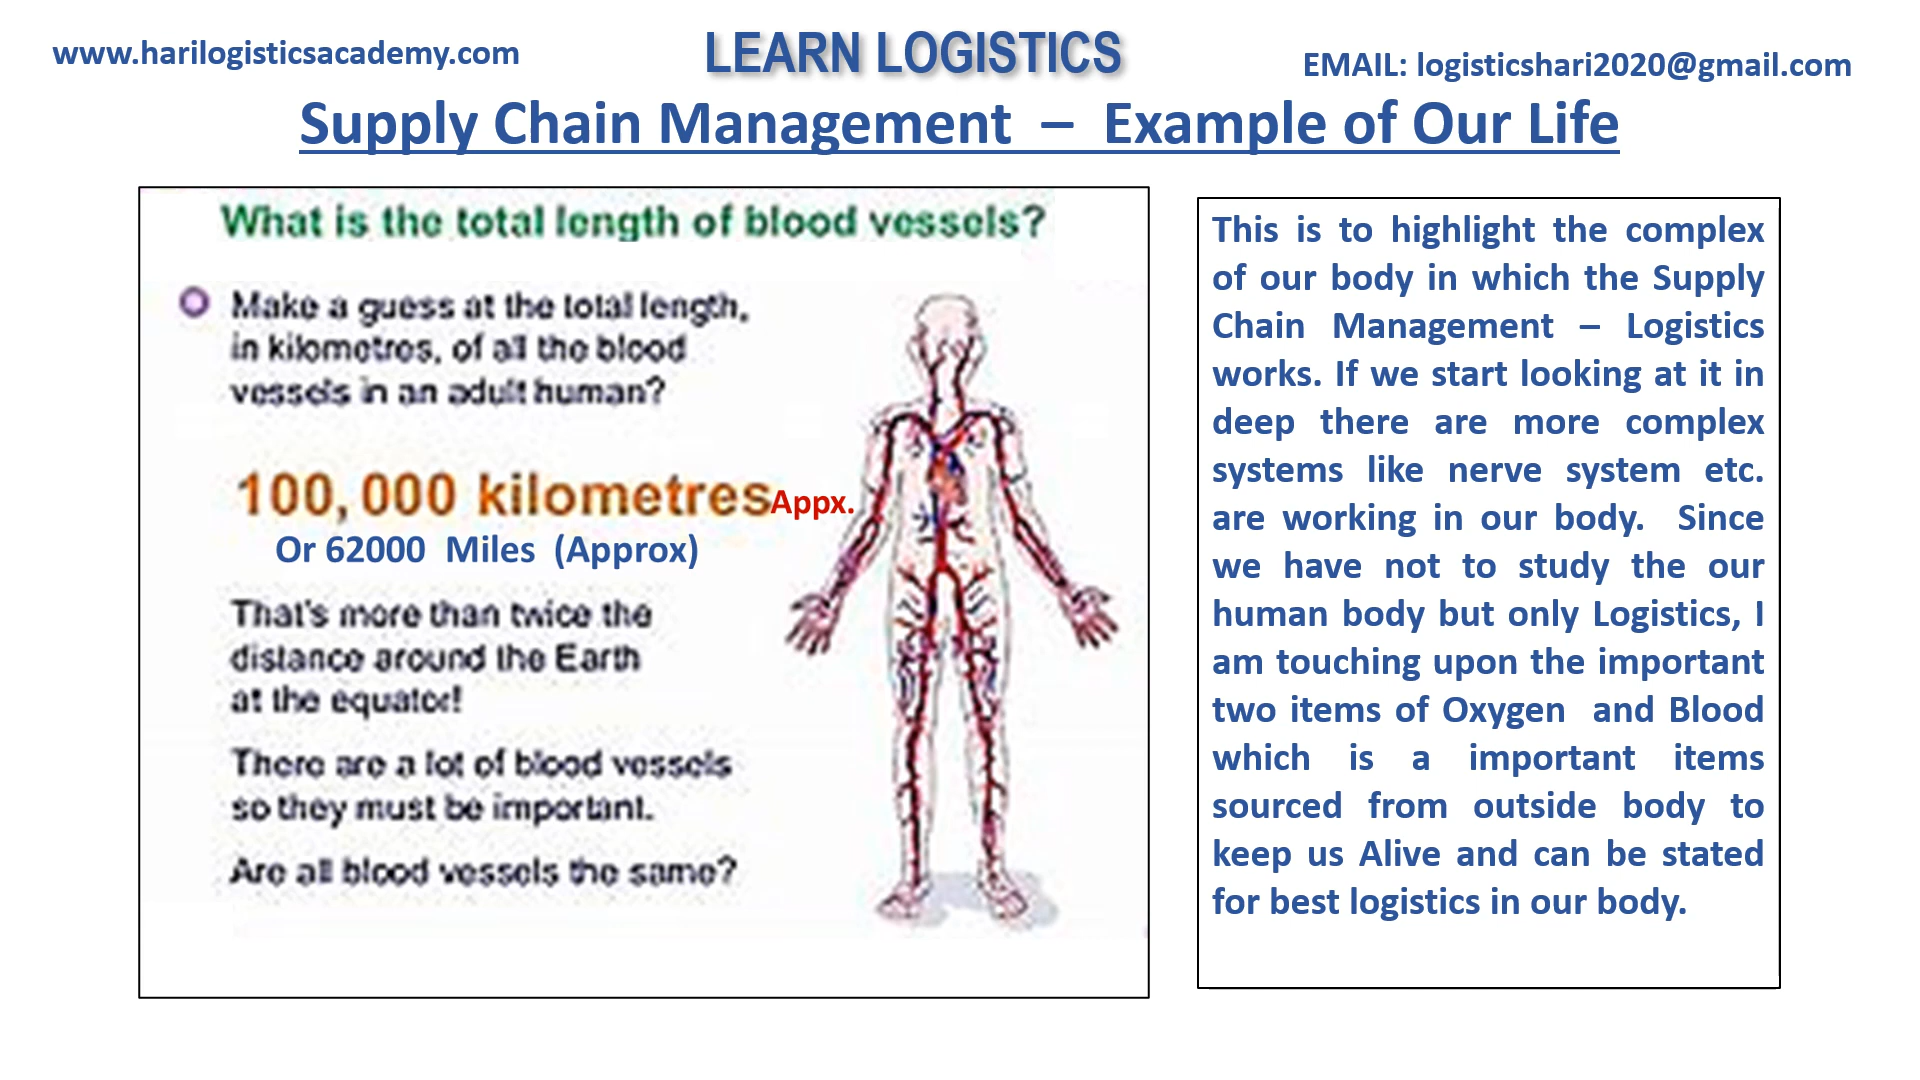 www.harilogisticsacademy.com
LEARN LOGISTICS
EMAIL: logisticshari2020@gmail.com
Supply Chain Management – Example of Our Life
What is the total length of blood vessels?
Make a guess at the total length,
in kilometres, of all the blood
vessels in an adult human?
100,000 kilometres Appx.
Or 62000 Miles (Approx)
That's more than twice the
distance around the Earth
at the equator!
There are a lot of blood vessels
so they must be important.
Are all blood vessels the same?
This is to highlight the complex
of our body in which the Supply
Chain Management – Logistics
works. If we start looking at it in
deep there are more complex
systems like nerve system etc.
are working in our body. Since
we have not to study the our
human body but only Logistics, I
am touching upon the important
two items of Oxygen and Blood
which is a important items
sourced from outside body to
keep us Alive and can be stated
for best logistics in our body.